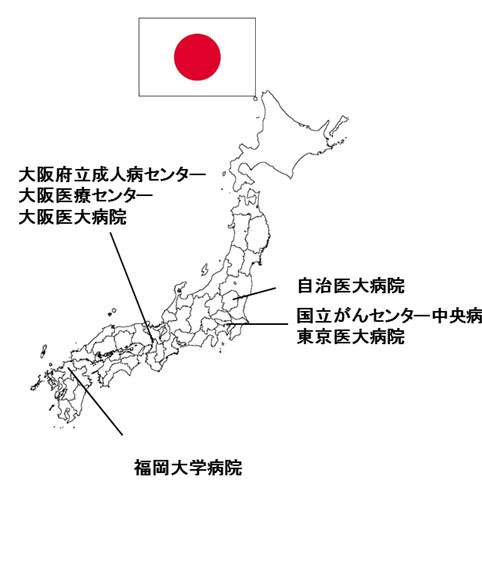 大阪府立成人病センター
大阪医療センター
大阪医大病院
自治医大病院
国立がんセンター中央病
東京医大病院
福岡大学病院